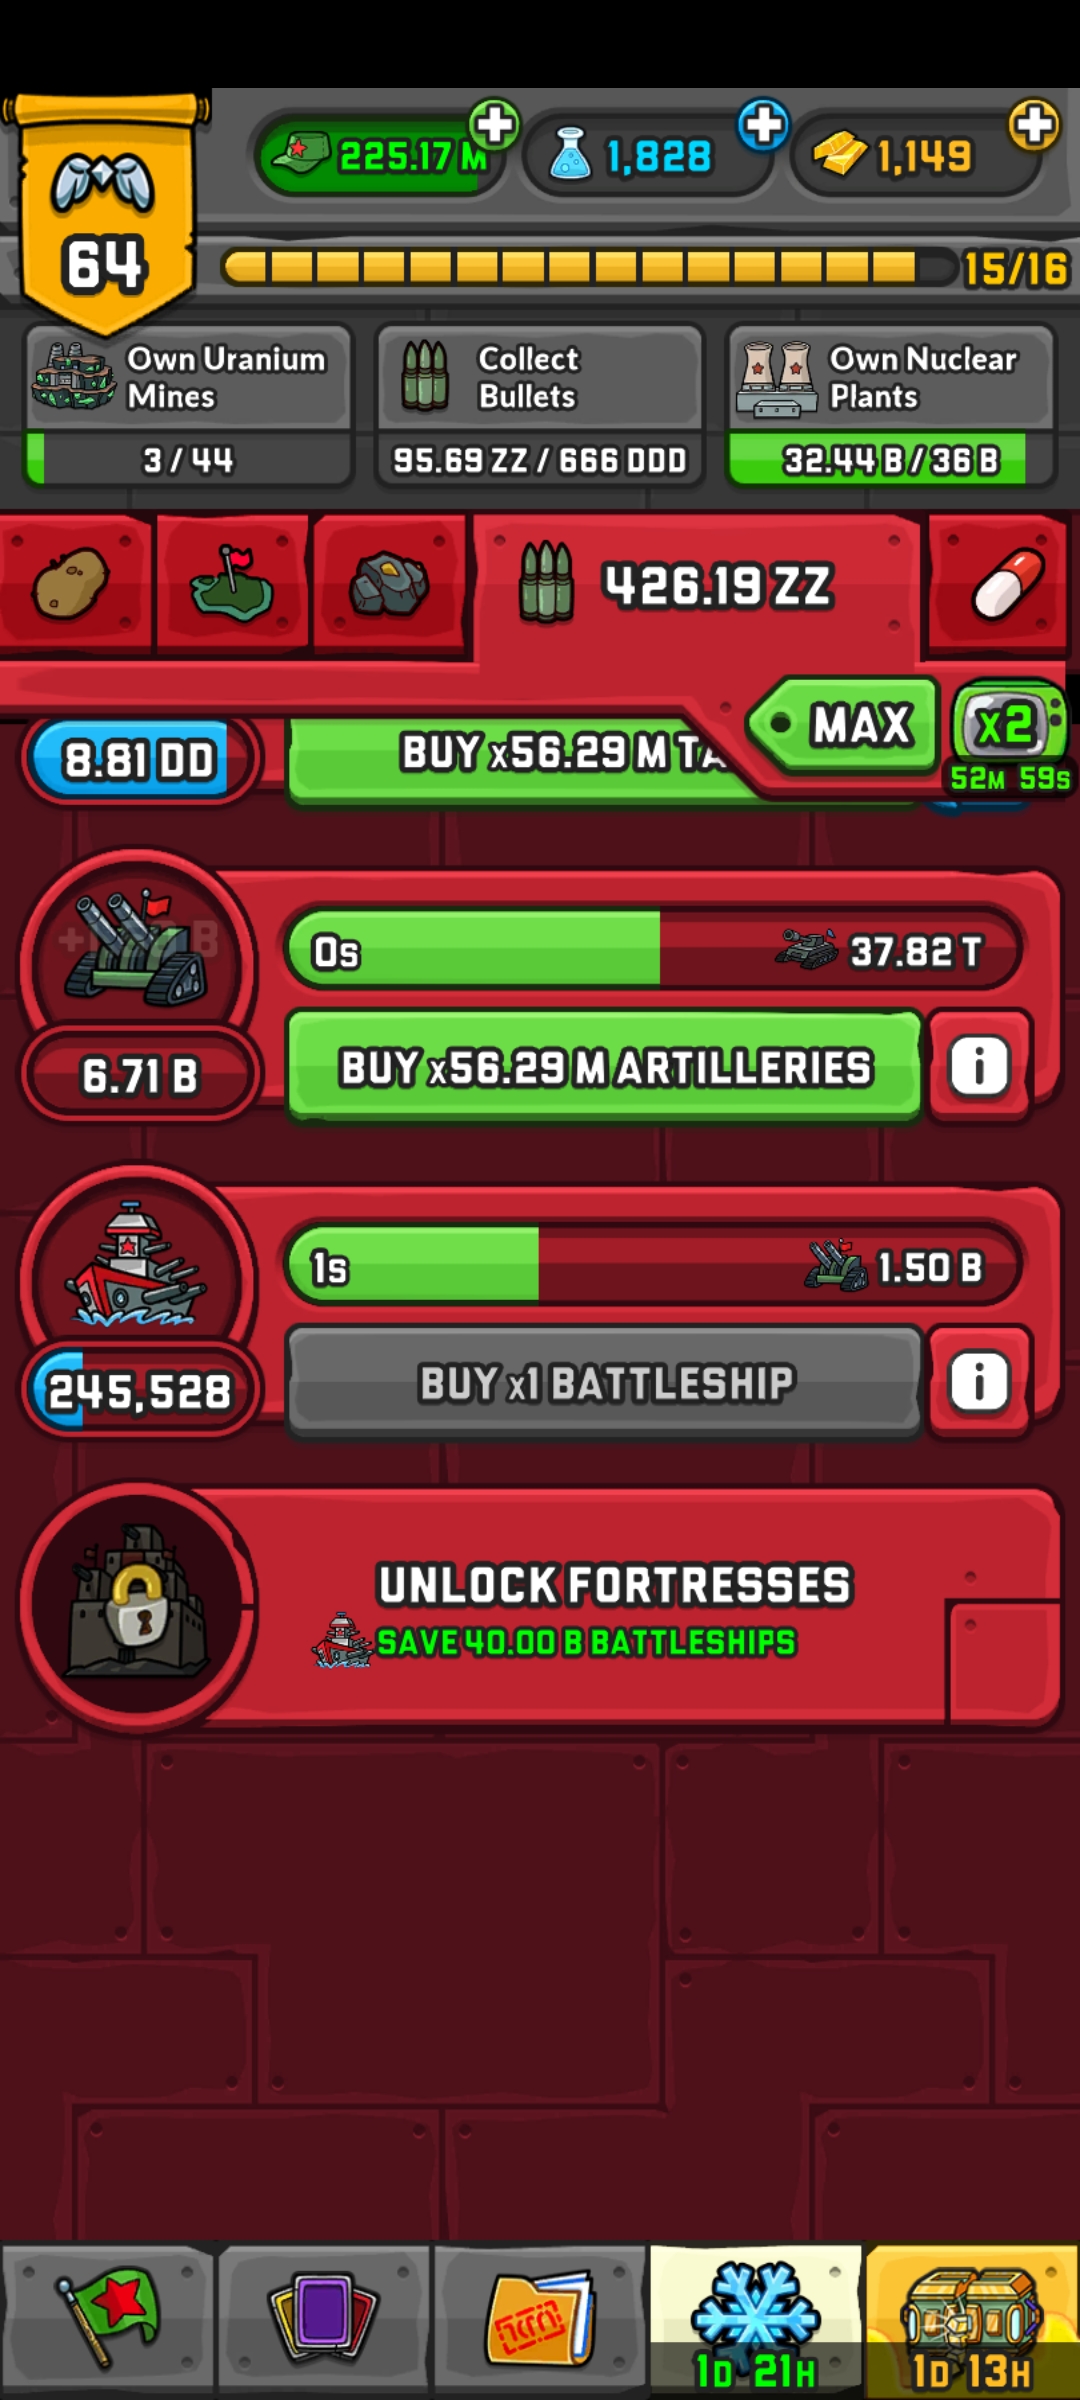 64
225.17 M
1,828
1,149
15/16
Own Uranium
Mines
3 / 44
Collect
Bullets
95.69 ZZ / 666 DDD
Own Nuclear
Plants
32.44 B / 36 B
426.19 ZZ
MAX
x2
52M 59S
8.81 DD
BUY x56.29 M TA
0s
37.82 T
6.71 B
BUY x56.29 M ARTILLERIES
i
1s
1.50 B
245,528
BUY x1 BATTLESHIP
i
UNLOCK FORTRESSES
SAVE 40.00 B BATTLESHIPS
1D 21H
1D 13H